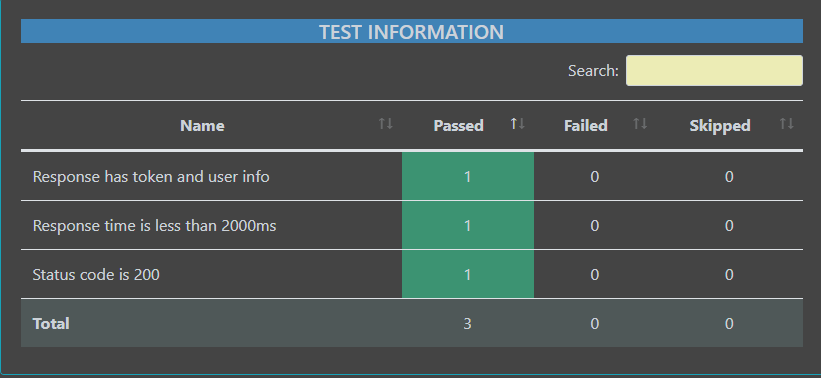 TEST INFORMATION
Search:
Name Passed Failed Skipped
Response has token and user info 1 0 0
Response time is less than 2000ms 1 0 0
Status code is 200 1 0 0
Total 3 0 0